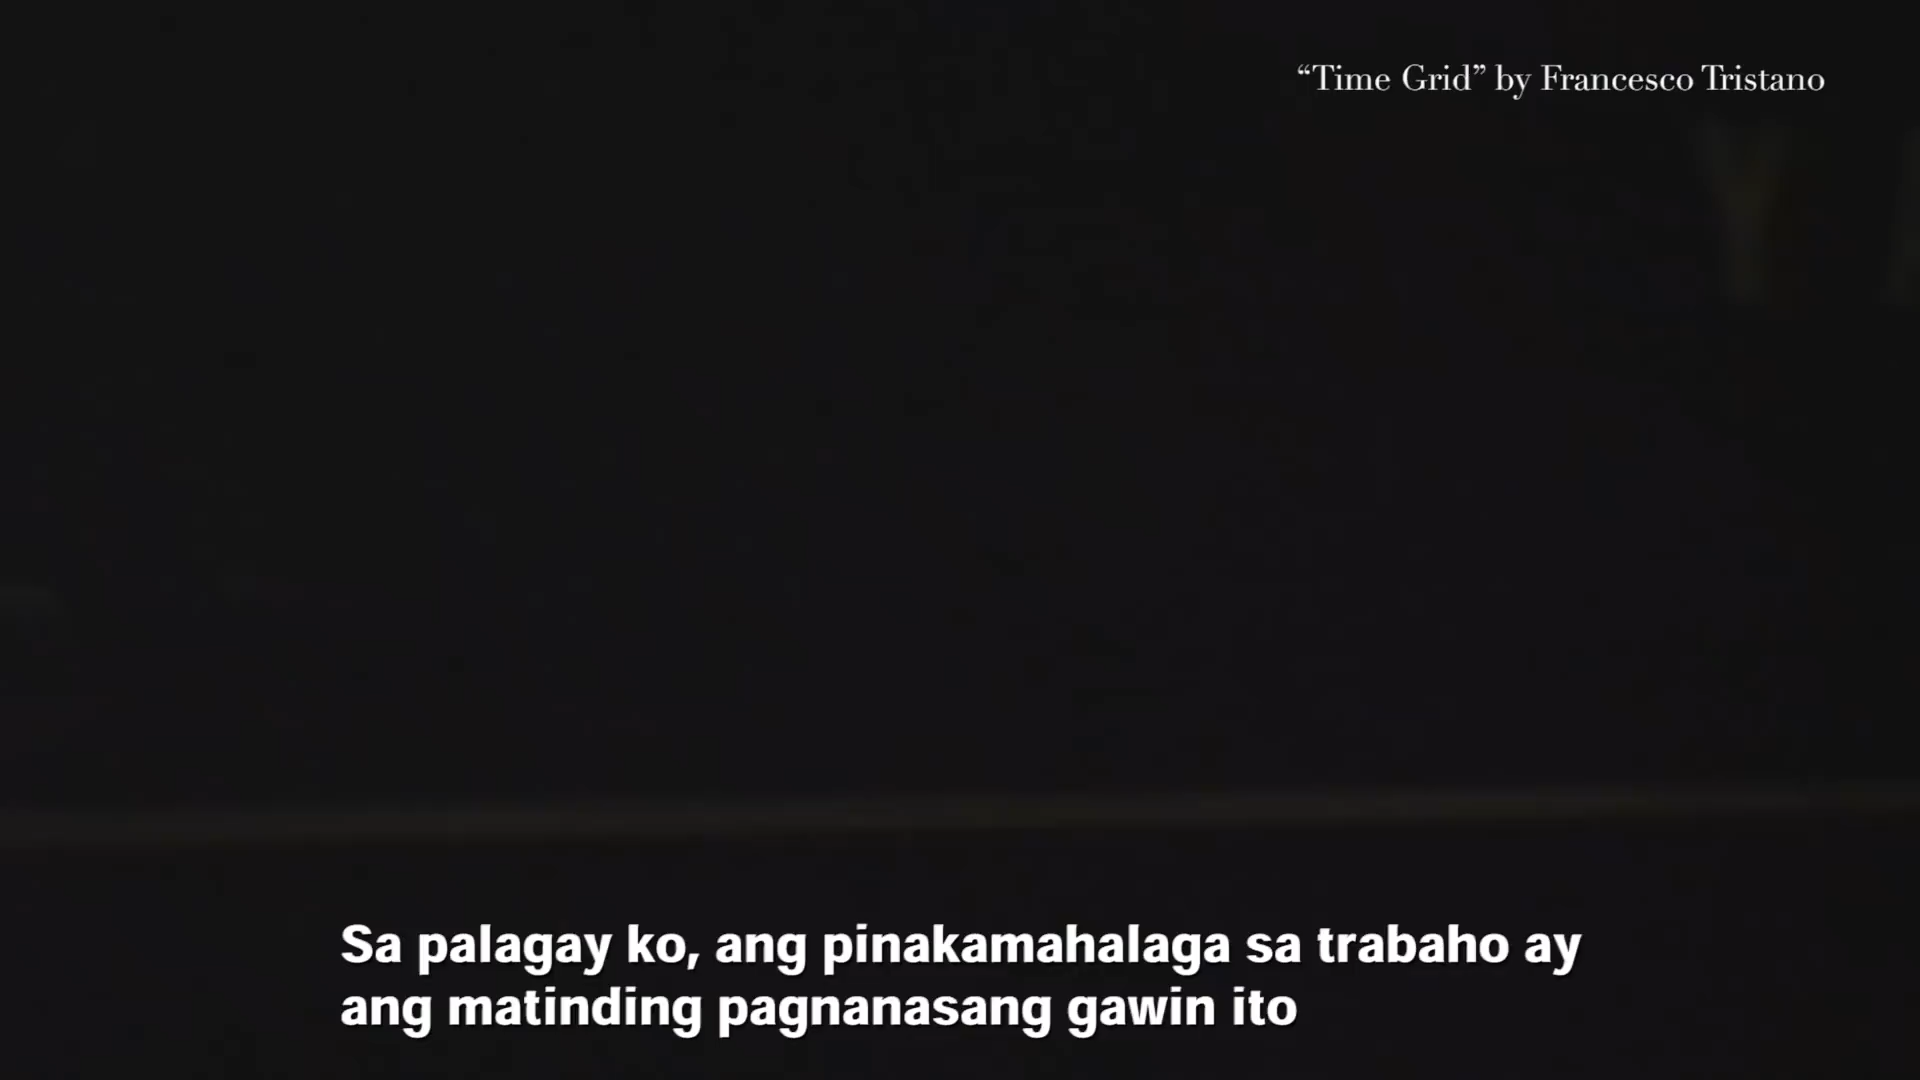 “Time Grid” by Francesco Tristano
Sa palagay ko, ang pinakamahalaga sa trabaho ay
ang matinding pagnanasang gawin ito